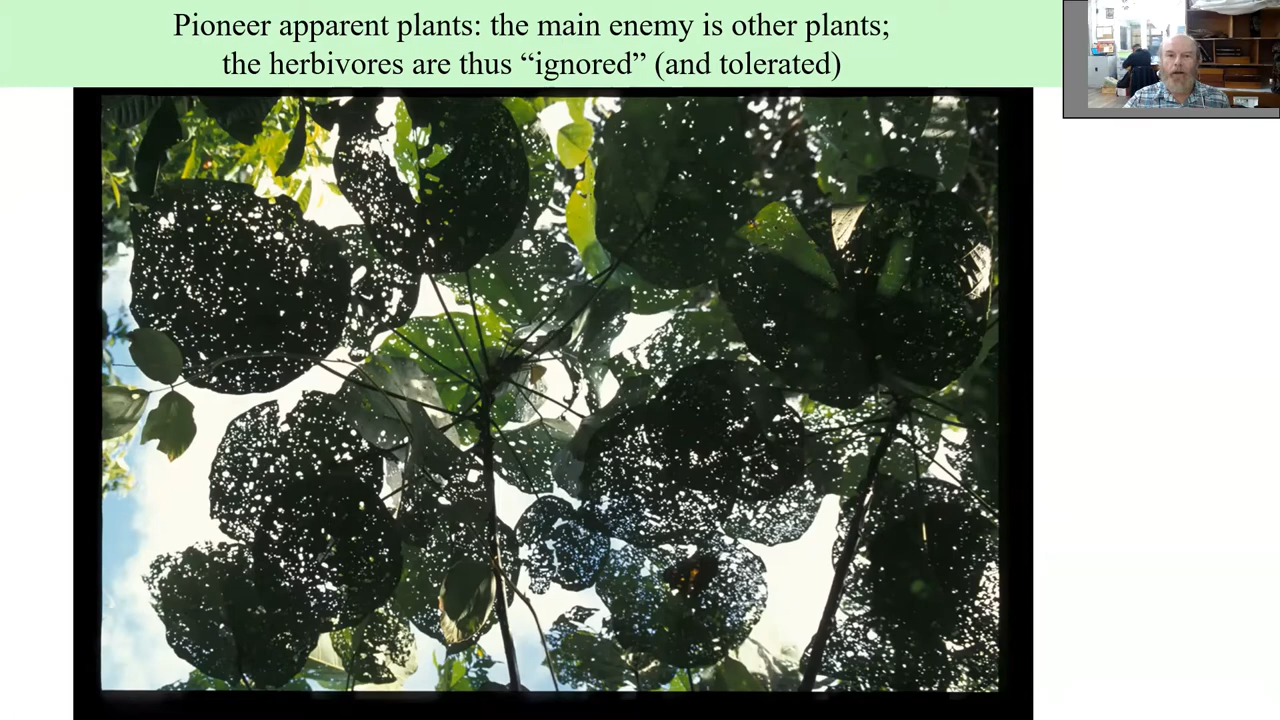 Pioneer apparent plants: the main enemy is other plants;
the herbivores are thus “ignored” (and tolerated)